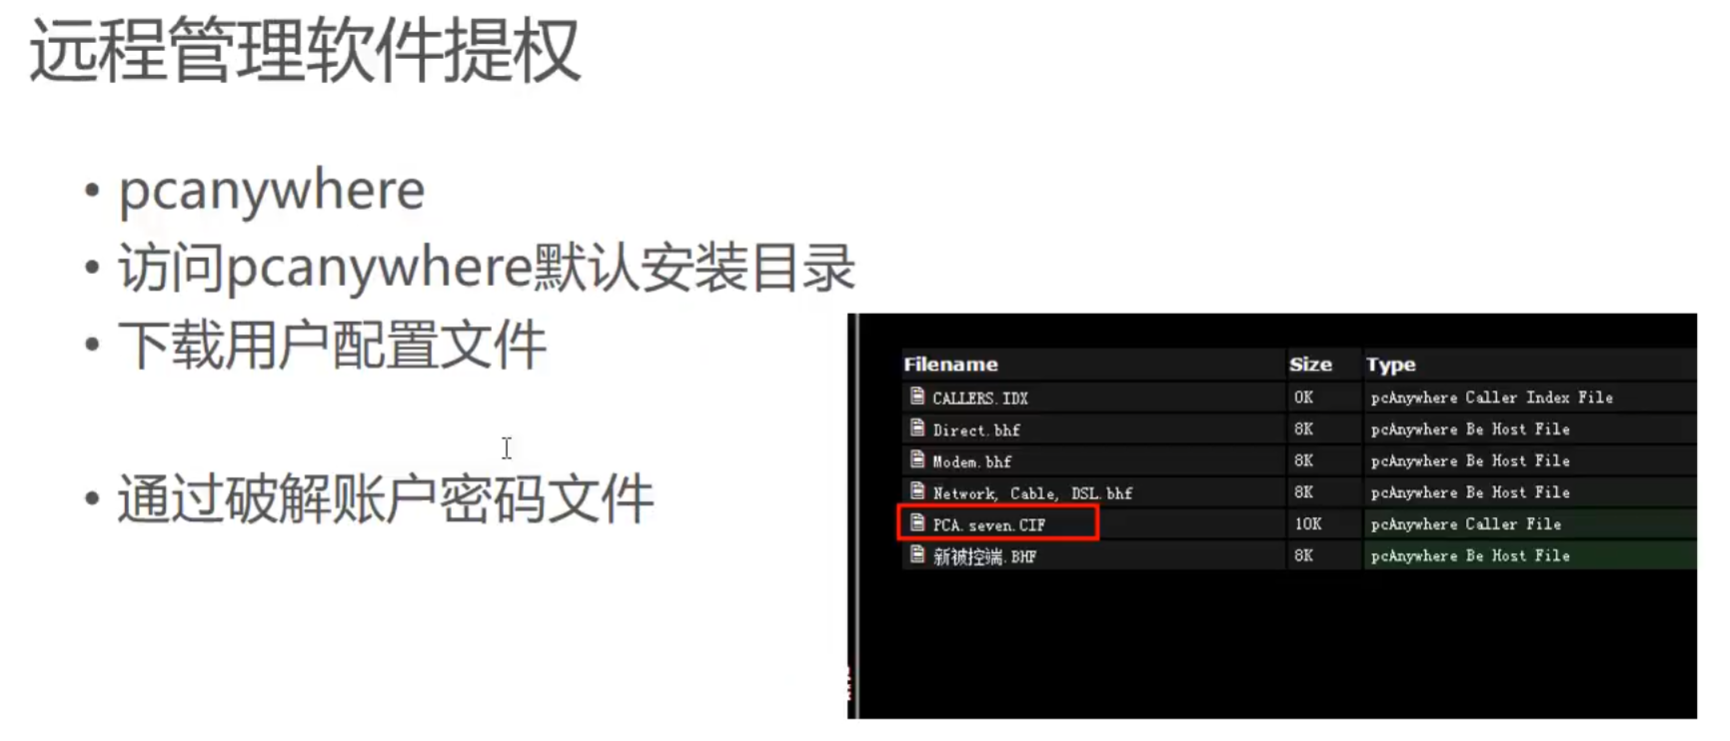 远程管理软件提权
• pcanywhere
• 访问pcanywhere默认安装目录
• 下载用户配置文件
• 通过破解账户密码文件
Filename Size Type
CALLERS.IDX 0K pcAnywhere Caller Index File
Direct.bhf 8K pcAnywhere Be Host File
Modem.bhf 8K pcAnywhere Be Host File
Network, Cable, DSL.bhf 8K pcAnywhere Be Host File
PCA.seven.CIF 10K pcAnywhere Caller File
新被控端.BHF 8K pcAnywhere Be Host File